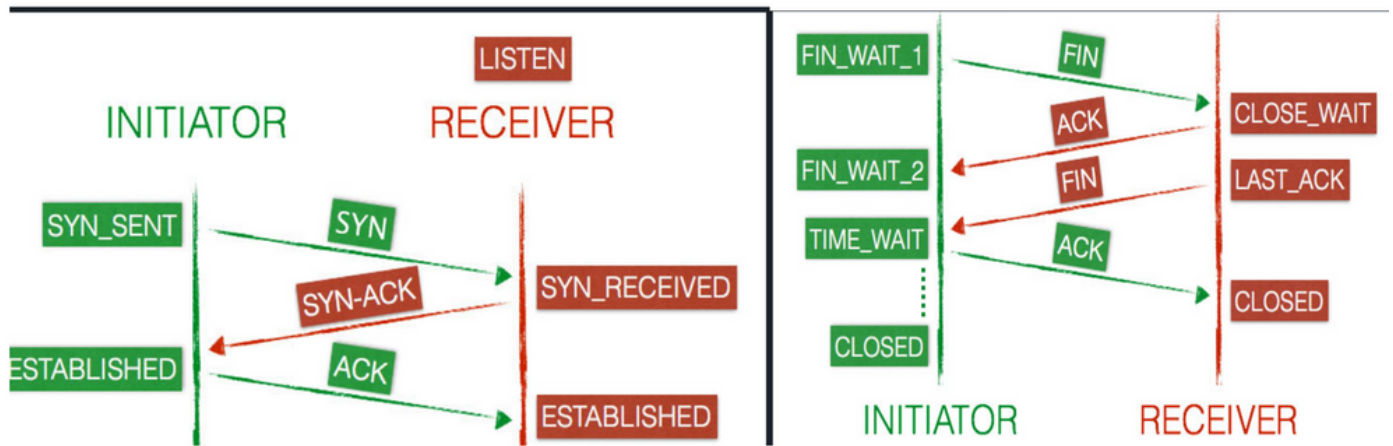 LISTEN
INITIATOR RECEIVER
SYN_SENT
SYN
SYN_RECEIVED
SYN-ACK
ESTABLISHED
ACK
ESTABLISHED
FIN_WAIT_1
FIN
CLOSE_WAIT
ACK
FIN_WAIT_2
LAST_ACK
FIN
TIME_WAIT
ACK
CLOSED
CLOSED
INITIATOR RECEIVER